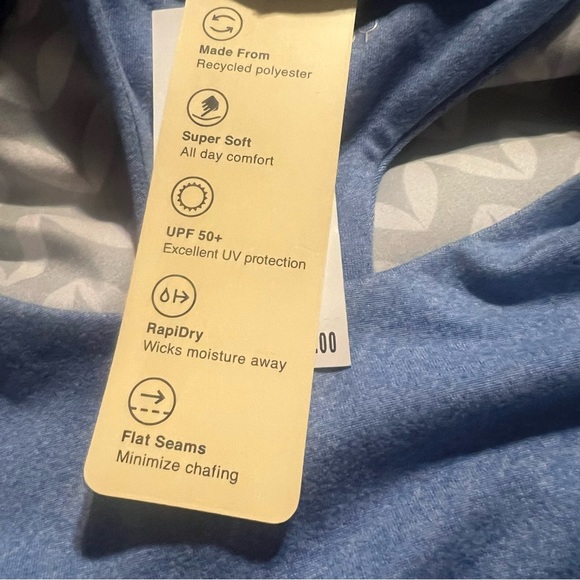 Made From
Recycled polyester
Super Soft
All day comfort
UPF 50+
Excellent UV protection
RapiDry
Wicks moisture away
.00
Flat Seams
Minimize chafing